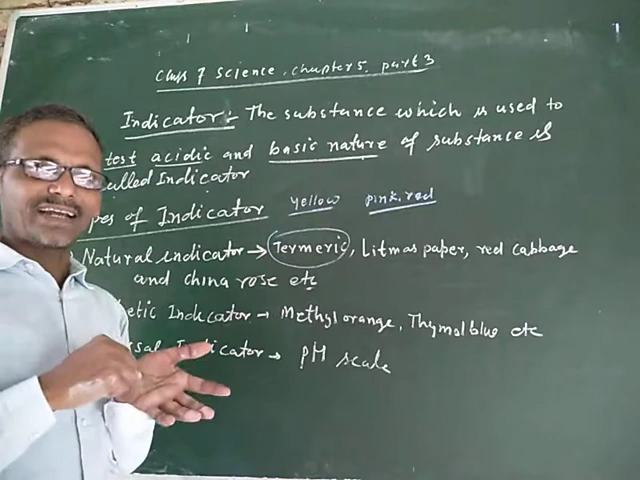 Class 7 science, chapter 5. part 3
Indicator:- The substance which is used to
test acidic and basic nature of substance is
called Indicator
pes of Indicator yellow pink.red
Natural indicator → Termeric, Litmas paper, red cabbage
and china rose etc
etic Indicator → Methyl orange, Thymol blue etc
rsal Indicator → pH scale